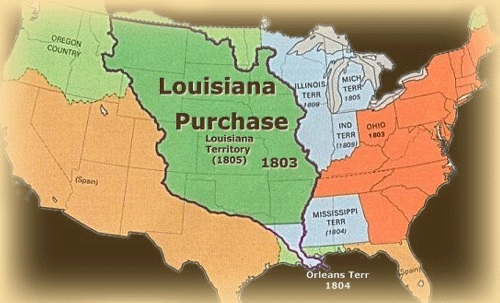 OREGON
COUNTRY
Louisiana
Purchase
Louisiana
Territory
(1805)
1803
ILLINOIS
TERR
1809
MICH
TERR
1805
IND
TERR
(1809)
OHIO
1803
(Spain)
MISSISSIPPI
TERR
(1804)
Orleans Terr
1804
(Spain)